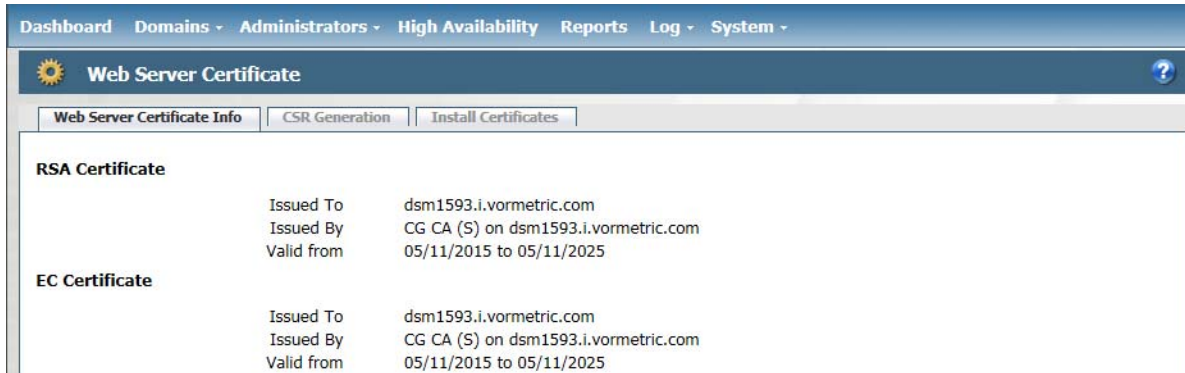 Dashboard Domains Administrators High Availability Reports Log System
Web Server Certificate ?
Web Server Certificate Info CSR Generation Install Certificates
RSA Certificate
Issued To dsm1593.i.vormetric.com
Issued By CG CA (S) on dsm1593.i.vormetric.com
Valid from 05/11/2015 to 05/11/2025
EC Certificate
Issued To dsm1593.i.vormetric.com
Issued By CG CA (S) on dsm1593.i.vormetric.com
Valid from 05/11/2015 to 05/11/2025